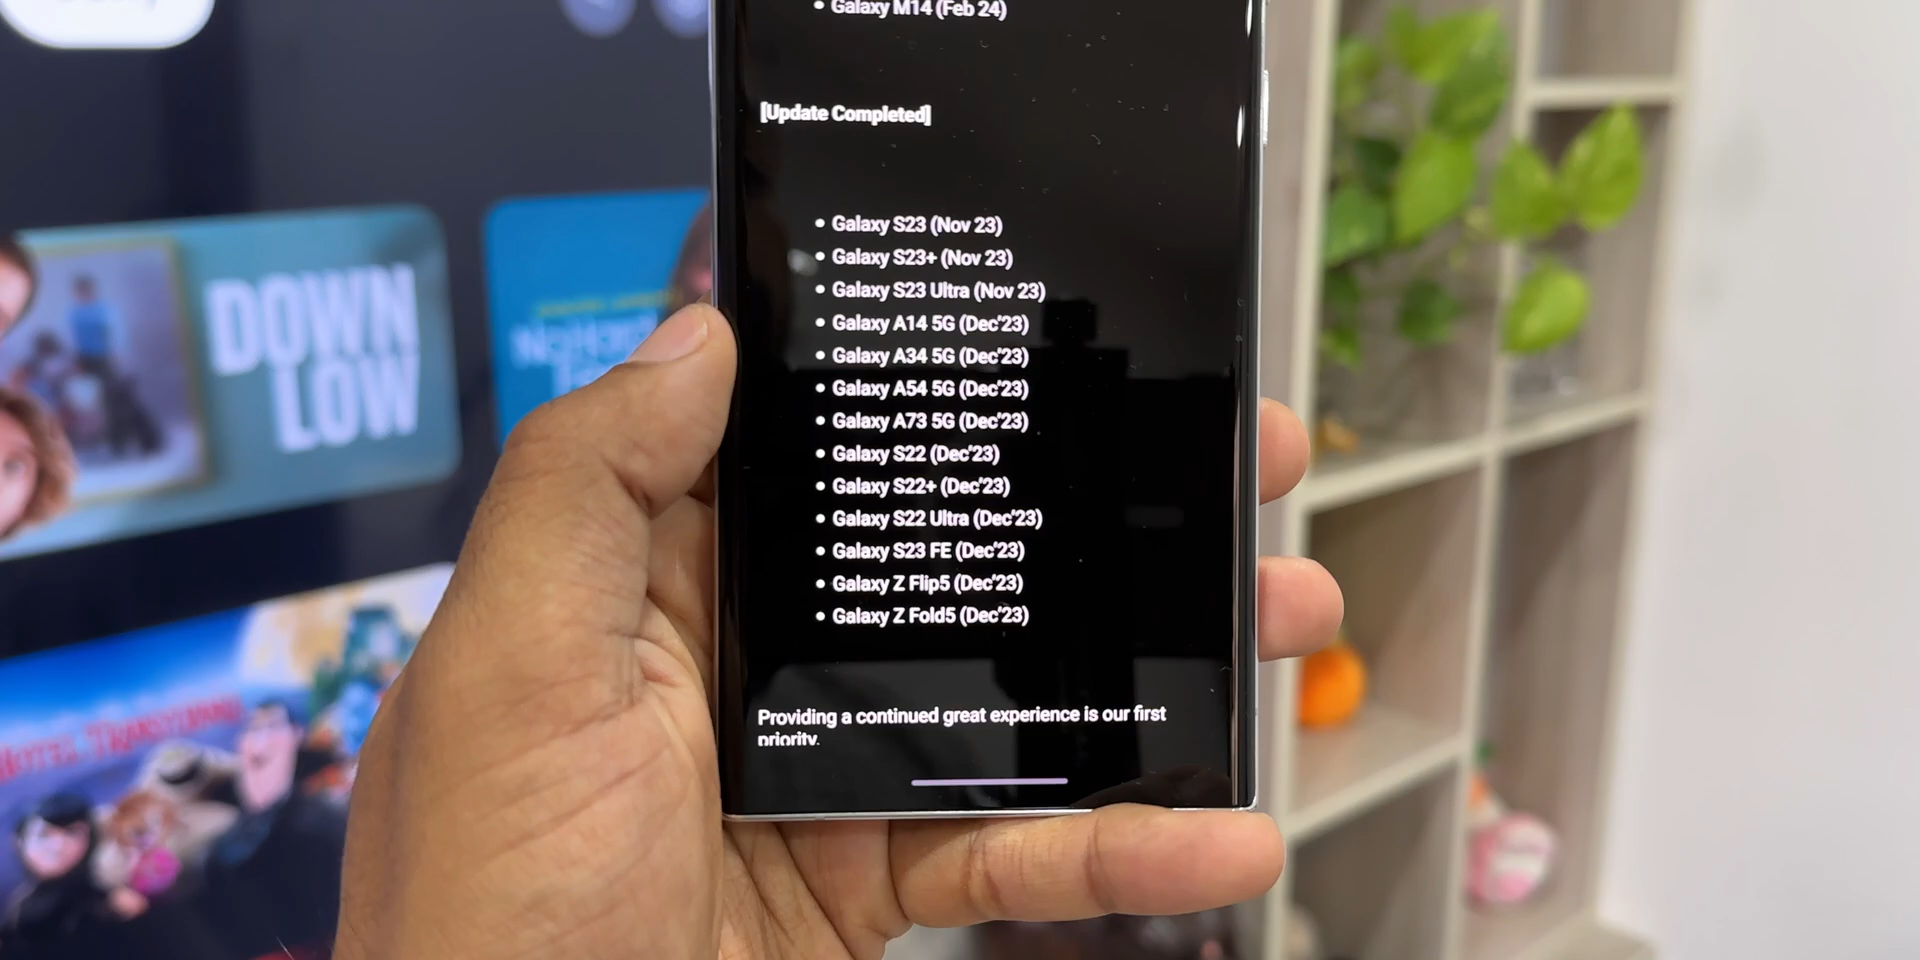 • Galaxy M14 (Feb 24)
[Update Completed]
• Galaxy S23 (Nov 23)
• Galaxy S23+ (Nov 23)
• Galaxy S23 Ultra (Nov 23)
• Galaxy A14 5G (Dec'23)
• Galaxy A34 5G (Dec'23)
• Galaxy A54 5G (Dec'23)
• Galaxy A73 5G (Dec'23)
• Galaxy S22 (Dec'23)
• Galaxy S22+ (Dec'23)
• Galaxy S22 Ultra (Dec'23)
• Galaxy S23 FE (Dec'23)
• Galaxy Z Flip5 (Dec'23)
• Galaxy Z Fold5 (Dec'23)
Providing a continued great experience is our first
priority.
DOWN
LOW
HOTEL TRANSYLVANIA